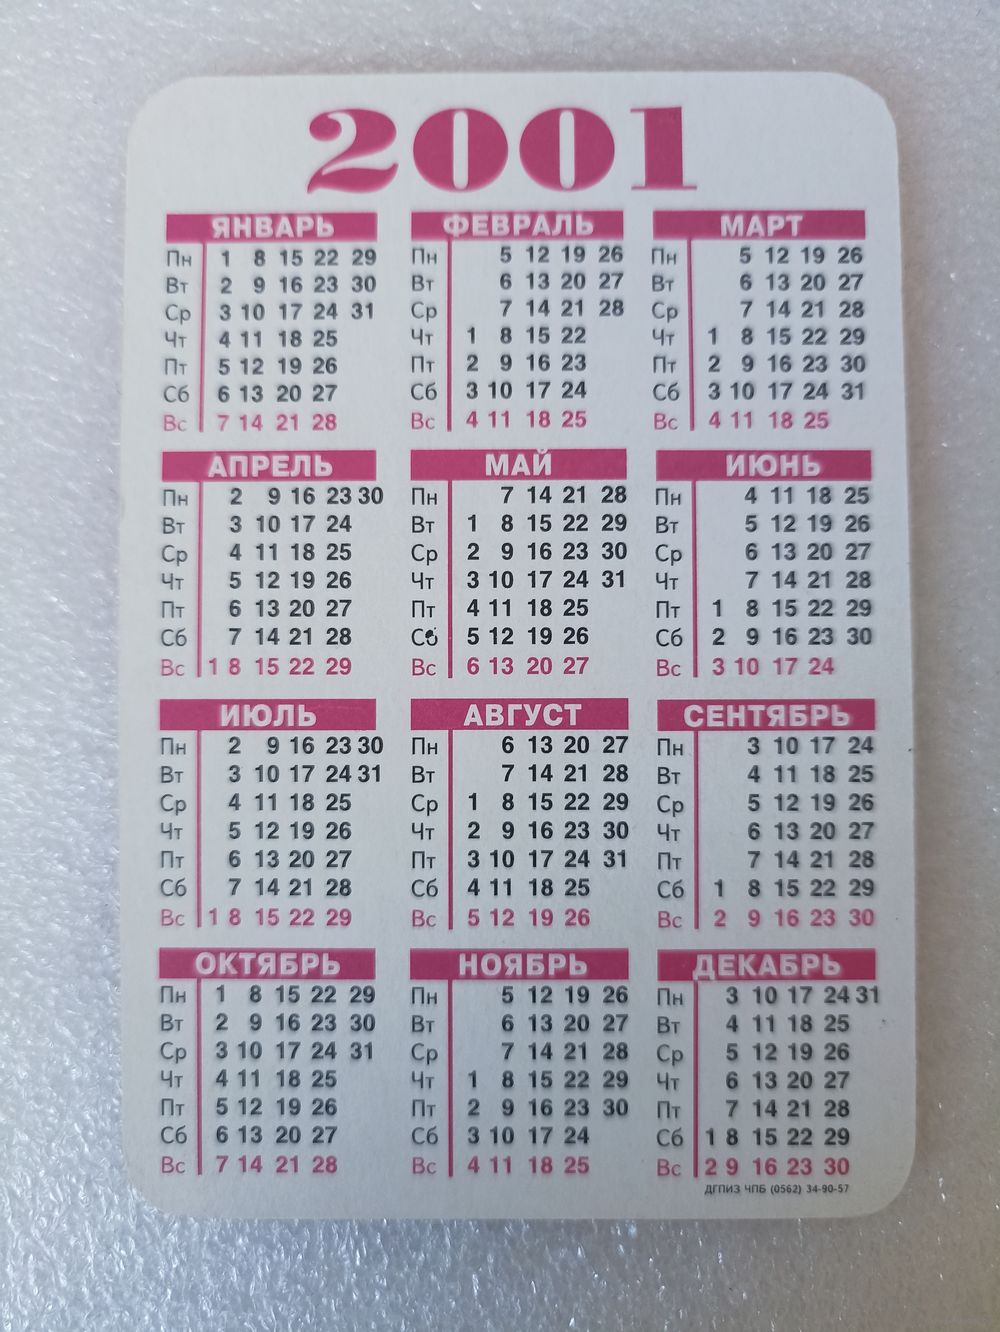 2001
ЯНВАРЬ ФЕВРАЛЬ МАРТ
Пн 1 8 15 22 29 Пн 5 12 19 26 Пн 5 12 19 26
Вт 2 9 16 23 30 Вт 6 13 20 27 Вт 6 13 20 27
Ср 3 10 17 24 31 Ср 7 14 21 28 Ср 7 14 21 28
Чт 4 11 18 25 Чт 1 8 15 22 Чт 1 8 15 22 29
Пт 5 12 19 26 Пт 2 9 16 23 Пт 2 9 16 23 30
Сб 6 13 20 27 Сб 3 10 17 24 Сб 3 10 17 24 31
Вс 7 14 21 28 Вс 4 11 18 25 Вс 4 11 18 25
АПРЕЛЬ МАЙ ИЮНЬ
Пн 2 9 16 23 30 Пн 7 14 21 28 Пн 4 11 18 25
Вт 3 10 17 24 Вт 1 8 15 22 29 Вт 5 12 19 26
Ср 4 11 18 25 Ср 2 9 16 23 30 Ср 6 13 20 27
Чт 5 12 19 26 Чт 3 10 17 24 31 Чт 7 14 21 28
Пт 6 13 20 27 Пт 4 11 18 25 Пт 1 8 15 22 29
Сб 7 14 21 28 Сб 5 12 19 26 Сб 2 9 16 23 30
Вс 1 8 15 22 29 Вс 6 13 20 27 Вс 3 10 17 24
ИЮЛЬ АВГУСТ СЕНТЯБРЬ
Пн 2 9 16 23 30 Пн 6 13 20 27 Пн 3 10 17 24
Вт 3 10 17 24 31 Вт 7 14 21 28 Вт 4 11 18 25
Ср 4 11 18 25 Ср 1 8 15 22 29 Ср 5 12 19 26
Чт 5 12 19 26 Чт 2 9 16 23 30 Чт 6 13 20 27
Пт 6 13 20 27 Пт 3 10 17 24 31 Пт 7 14 21 28
Сб 7 14 21 28 Сб 4 11 18 25 Сб 1 8 15 22 29
Вс 1 8 15 22 29 Вс 5 12 19 26 Вс 2 9 16 23 30
ОКТЯБРЬ НОЯБРЬ ДЕКАБРЬ
Пн 1 8 15 22 29 Пн 5 12 19 26 Пн 3 10 17 24 31
Вт 2 9 16 23 30 Вт 6 13 20 27 Вт 4 11 18 25
Ср 3 10 17 24 31 Ср 7 14 21 28 Ср 5 12 19 26
Чт 4 11 18 25 Чт 1 8 15 22 29 Чт 6 13 20 27
Пт 5 12 19 26 Пт 2 9 16 23 30 Пт 7 14 21 28
Сб 6 13 20 27 Сб 3 10 17 24 Сб 1 8 15 22 29
Вс 7 14 21 28 Вс 4 11 18 25 Вс 2 9 16 23 30
ДГПИЗ ЧПБ (0562) 34-90-57